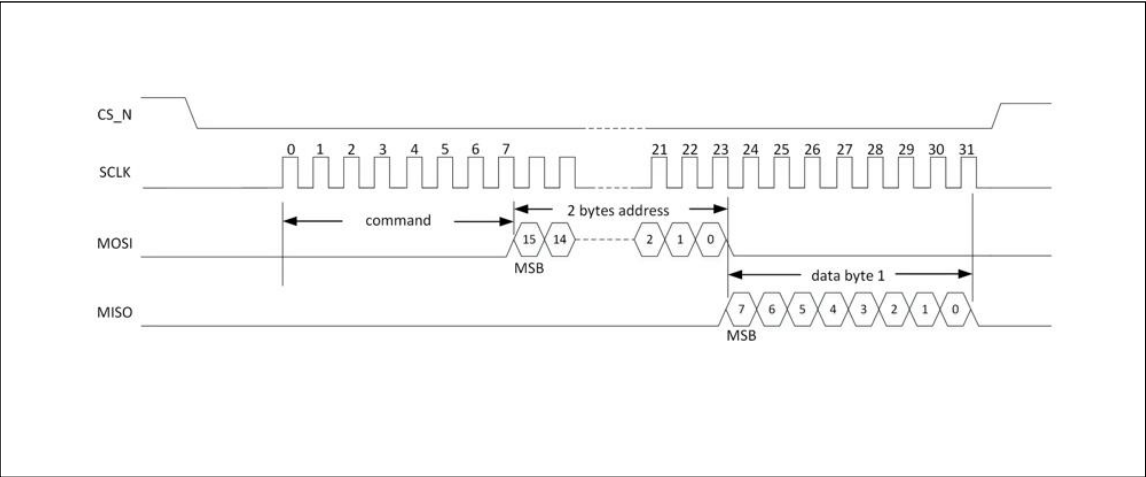 CS_N
0 1 2 3 4 5 6 7 21 22 23 24 25 26 27 28 29 30 31
SCLK
command 2 bytes address
MOSI 15 14 2 1 0
MSB
data byte 1
MISO 7 6 5 4 3 2 1 0
MSB